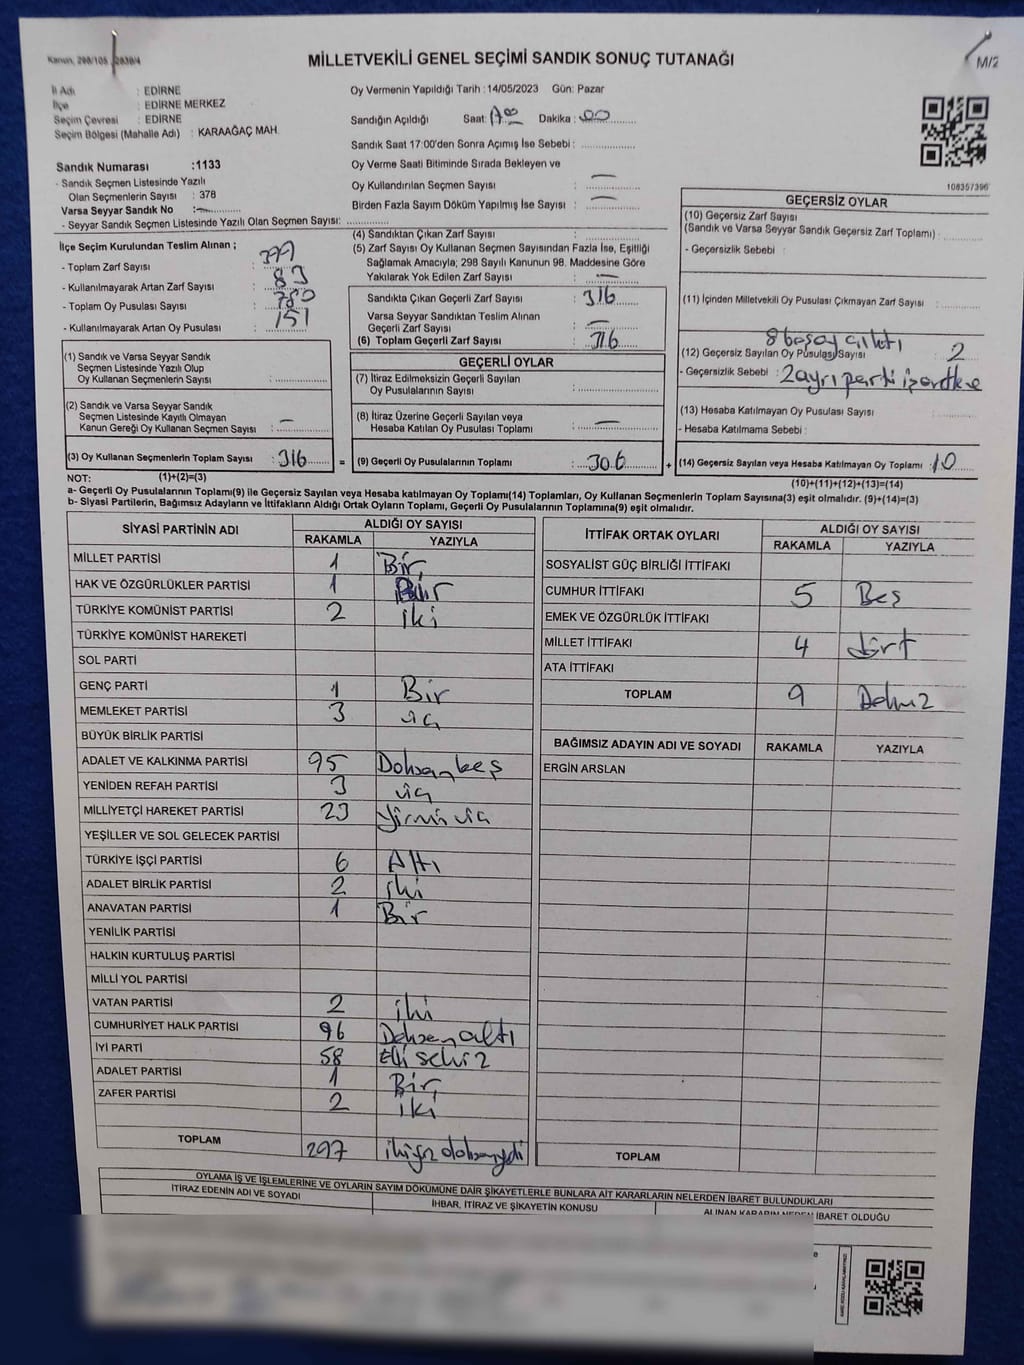 Kanun, 298/105, 2839/4
MİLLETVEKİLİ GENEL SEÇİMİ SANDIK SONUÇ TUTANAĞI
M/2
İl Adı : EDİRNE
İlçe : EDİRNE MERKEZ
Seçim Çevresi : EDİRNE
Seçim Bölgesi (Mahalle Adı) : KARAAĞAÇ MAH.
Sandık Numarası :1133
- Sandık Seçmen Listesinde Yazılı
Olan Seçmenlerin Sayısı : 378
Varsa Seyyar Sandık No :
- Seyyar Sandık Seçmen Listesinde Yazılı Olan Seçmen Sayısı:
Oy Vermenin Yapıldığı Tarih : 14/05/2023 Gün: Pazar
Sandığın Açıldığı Saat: 17:00 Dakika : 00
Sandık Saat 17:00'den Sonra Açımış İse Sebebi :
Oy Verme Saati Bitiminde Sırada Bekleyen ve
Oy Kullandırılan Seçmen Sayısı : —
Birden Fazla Sayım Döküm Yapılmış İse Sayısı : —
108357396
İlçe Seçim Kurulundan Teslim Alınan ;
- Toplam Zarf Sayısı : 399
- Kullanılmayarak Artan Zarf Sayısı : 83
- Toplam Oy Pusulası Sayısı : 780
- Kullanılmayarak Artan Oy Pusulası : 151
(4) Sandıktan Çıkan Zarf Sayısı :
(5) Zarf Sayısı Oy Kullanan Seçmen Sayısından Fazla İse, Eşitliği
Sağlamak Amacıyla; 298 Sayılı Kanunun 98. Maddesine Göre
Yakılarak Yok Edilen Zarf Sayısı : —
Sandıkta Çıkan Geçerli Zarf Sayısı : 316
Varsa Seyyar Sandıktan Teslim Alınan
Geçerli Zarf Sayısı : —
(6) Toplam Geçerli Zarf Sayısı : 316
GEÇERSİZ OYLAR
(10) Geçersiz Zarf Sayısı
(Sandık ve Varsa Seyyar Sandık Geçersiz Zarf Toplamı) :
- Geçersizlik Sebebi :
(11) İçinden Milletvekili Oy Pusulası Çıkmayan Zarf Sayısı :
8 boş oy çıktı
(12) Geçersiz Sayılan Oy Pusulası Sayısı : 2
- Geçersizlik Sebebi : 2 ayrı parti işaretleme
(13) Hesaba Katılmayan Oy Pusulası Sayısı :
- Hesaba Katılmama Sebebi :
(1) Sandık ve Varsa Seyyar Sandık
Seçmen Listesinde Yazılı Olup
Oy Kullanan Seçmenlerin Sayısı :
(2) Sandık ve Varsa Seyyar Sandık
Seçmen Listesinde Kayıtlı Olmayan
Kanun Gereği Oy Kullanan Seçmen Sayısı : —
GEÇERLİ OYLAR
(7) İtiraz Edilmeksizin Geçerli Sayılan
Oy Pusulalarının Sayısı :
(8) İtiraz Üzerine Geçerli Sayılan veya
Hesaba Katılan Oy Pusulası Toplamı : —
(3) Oy Kullanan Seçmenlerin Toplam Sayısı : 316 = (9) Geçerli Oy Pusulalarının Toplamı : 306 + (14) Geçersiz Sayılan veya Hesaba Katılmayan Oy Toplamı : 10
NOT: (1)+(2)=(3) (10)+(11)+(12)+(13)=(14)
a- Geçerli Oy Pusulalarının Toplamı(9) ile Geçersiz Sayılan veya Hesaba katılmayan Oy Toplamı(14) Toplamları, Oy Kullanan Seçmenlerin Toplam Sayısına(3) eşit olmalıdır. (9)+(14)=(3)
b- Siyasi Partilerin, Bağımsız Adayların ve İttifakların Aldığı Ortak Oyların Toplamı, Geçerli Oy Pusulalarının Toplamına(9) eşit olmalıdır.
SİYASİ PARTİNİN ADI ALDIĞI OY SAYISI
RAKAMLA YAZIYLA
MİLLET PARTİSİ 1 Bir
HAK VE ÖZGÜRLÜKLER PARTİSİ 1 Bir
TÜRKİYE KOMÜNİST PARTİSİ 2 iki
TÜRKİYE KOMÜNİST HAREKETİ
SOL PARTİ
GENÇ PARTİ 1 Bir
MEMLEKET PARTİSİ 3 üç
BÜYÜK BİRLİK PARTİSİ
ADALET VE KALKINMA PARTİSİ 95 Doksanbeş
YENİDEN REFAH PARTİSİ 3 üç
MİLLİYETÇİ HAREKET PARTİSİ 23 Yirmiüç
YEŞİLLER VE SOL GELECEK PARTİSİ
TÜRKİYE İŞÇİ PARTİSİ 6 Altı
ADALET BİRLİK PARTİSİ 2 iki
ANAVATAN PARTİSİ 1 Bir
YENİLİK PARTİSİ
HALKIN KURTULUŞ PARTİSİ
MİLLİ YOL PARTİSİ
VATAN PARTİSİ 2 iki
CUMHURİYET HALK PARTİSİ 96 Doksanaltı
İYİ PARTİ 58 Elli sekiz
ADALET PARTİSİ 1 Bir
ZAFER PARTİSİ 2 iki
TOPLAM 297 ikiyüzdoksanyedi
İTTİFAK ORTAK OYLARI ALDIĞI OY SAYISI
RAKAMLA YAZIYLA
SOSYALİST GÜÇ BİRLİĞİ İTTİFAKI
CUMHUR İTTİFAKI 5 Beş
EMEK VE ÖZGÜRLÜK İTTİFAKI
MİLLET İTTİFAKI 4 dört
ATA İTTİFAKI
TOPLAM 9 Dokuz
BAĞIMSIZ ADAYIN ADI VE SOYADI RAKAMLA YAZIYLA
ERGİN ARSLAN
TOPLAM
OYLAMA İŞ VE İŞLEMLERİNE VE OYLARIN SAYIM DÖKÜMÜNE DAİR ŞİKAYETLERLE BUNLARA AİT KARARLARIN NELERDEN İBARET BULUNDUKLARI
İTİRAZ EDENİN ADI VE SOYADI İHBAR, İTİRAZ VE ŞİKAYETİN KONUSU ALINAN KARARIN NEDEN İBARET OLDUĞU